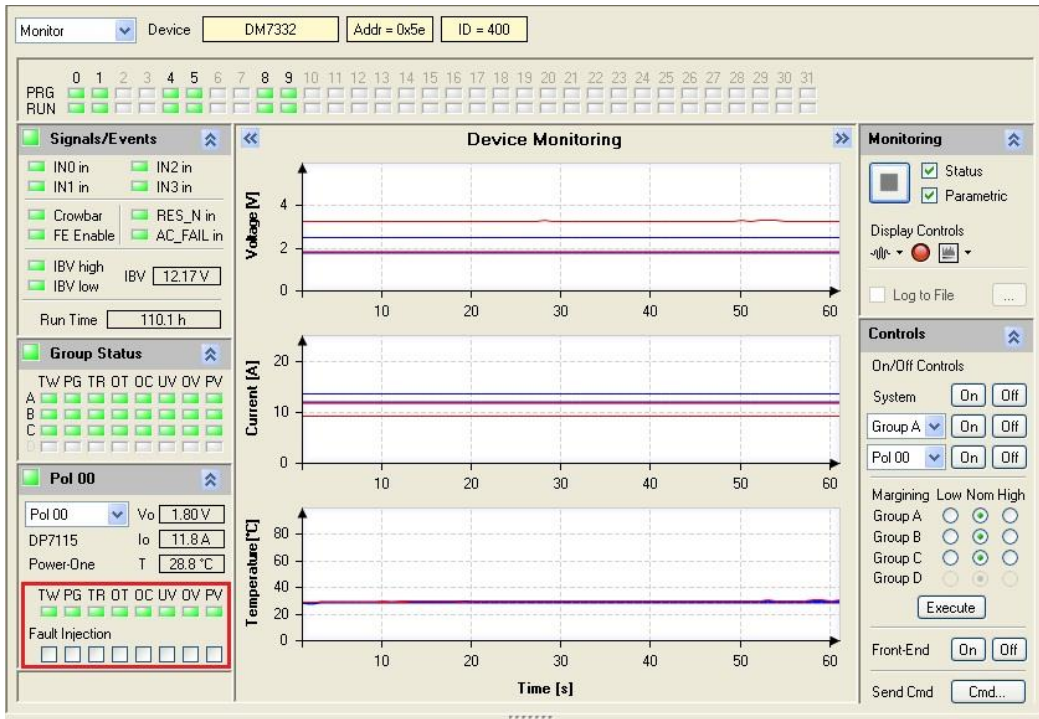 Monitor Device DM7332 Addr = 0x5e ID = 400
0 1 2 3 4 5 6 7 8 9 10 11 12 13 14 15 16 17 18 19 20 21 22 23 24 25 26 27 28 29 30 31
PRG
RUN
Signals/Events
IN0 in IN2 in
IN1 in IN3 in
Crowbar RES_N in
FE Enable AC_FAIL in
IBV high
IBV 12.17 V
IBV low
Run Time 110.1 h
Group Status
TW PG TR OT OC UV OV PV
A
B
C
D
Pol 00
Pol 00 Vo 1.80 V
DP7115 Io 11.8 A
Power-One T 28.8 °C
TW PG TR OT OC UV OV PV
Fault Injection
Device Monitoring
Voltage [V]
4
2
0
10 20 30 40 50 60
Current [A]
20
10
0
10 20 30 40 50 60
Temperature [°C]
80
60
40
20
0
10 20 30 40 50 60
Time [s]
Monitoring
Status
Parametric
Display Controls
Log to File ...
Controls
On/Off Controls
System On Off
Group A On Off
Pol 00 On Off
Margining Low Nom High
Group A
Group B
Group C
Group D
Execute
Front-End On Off
Send Cmd Cmd...